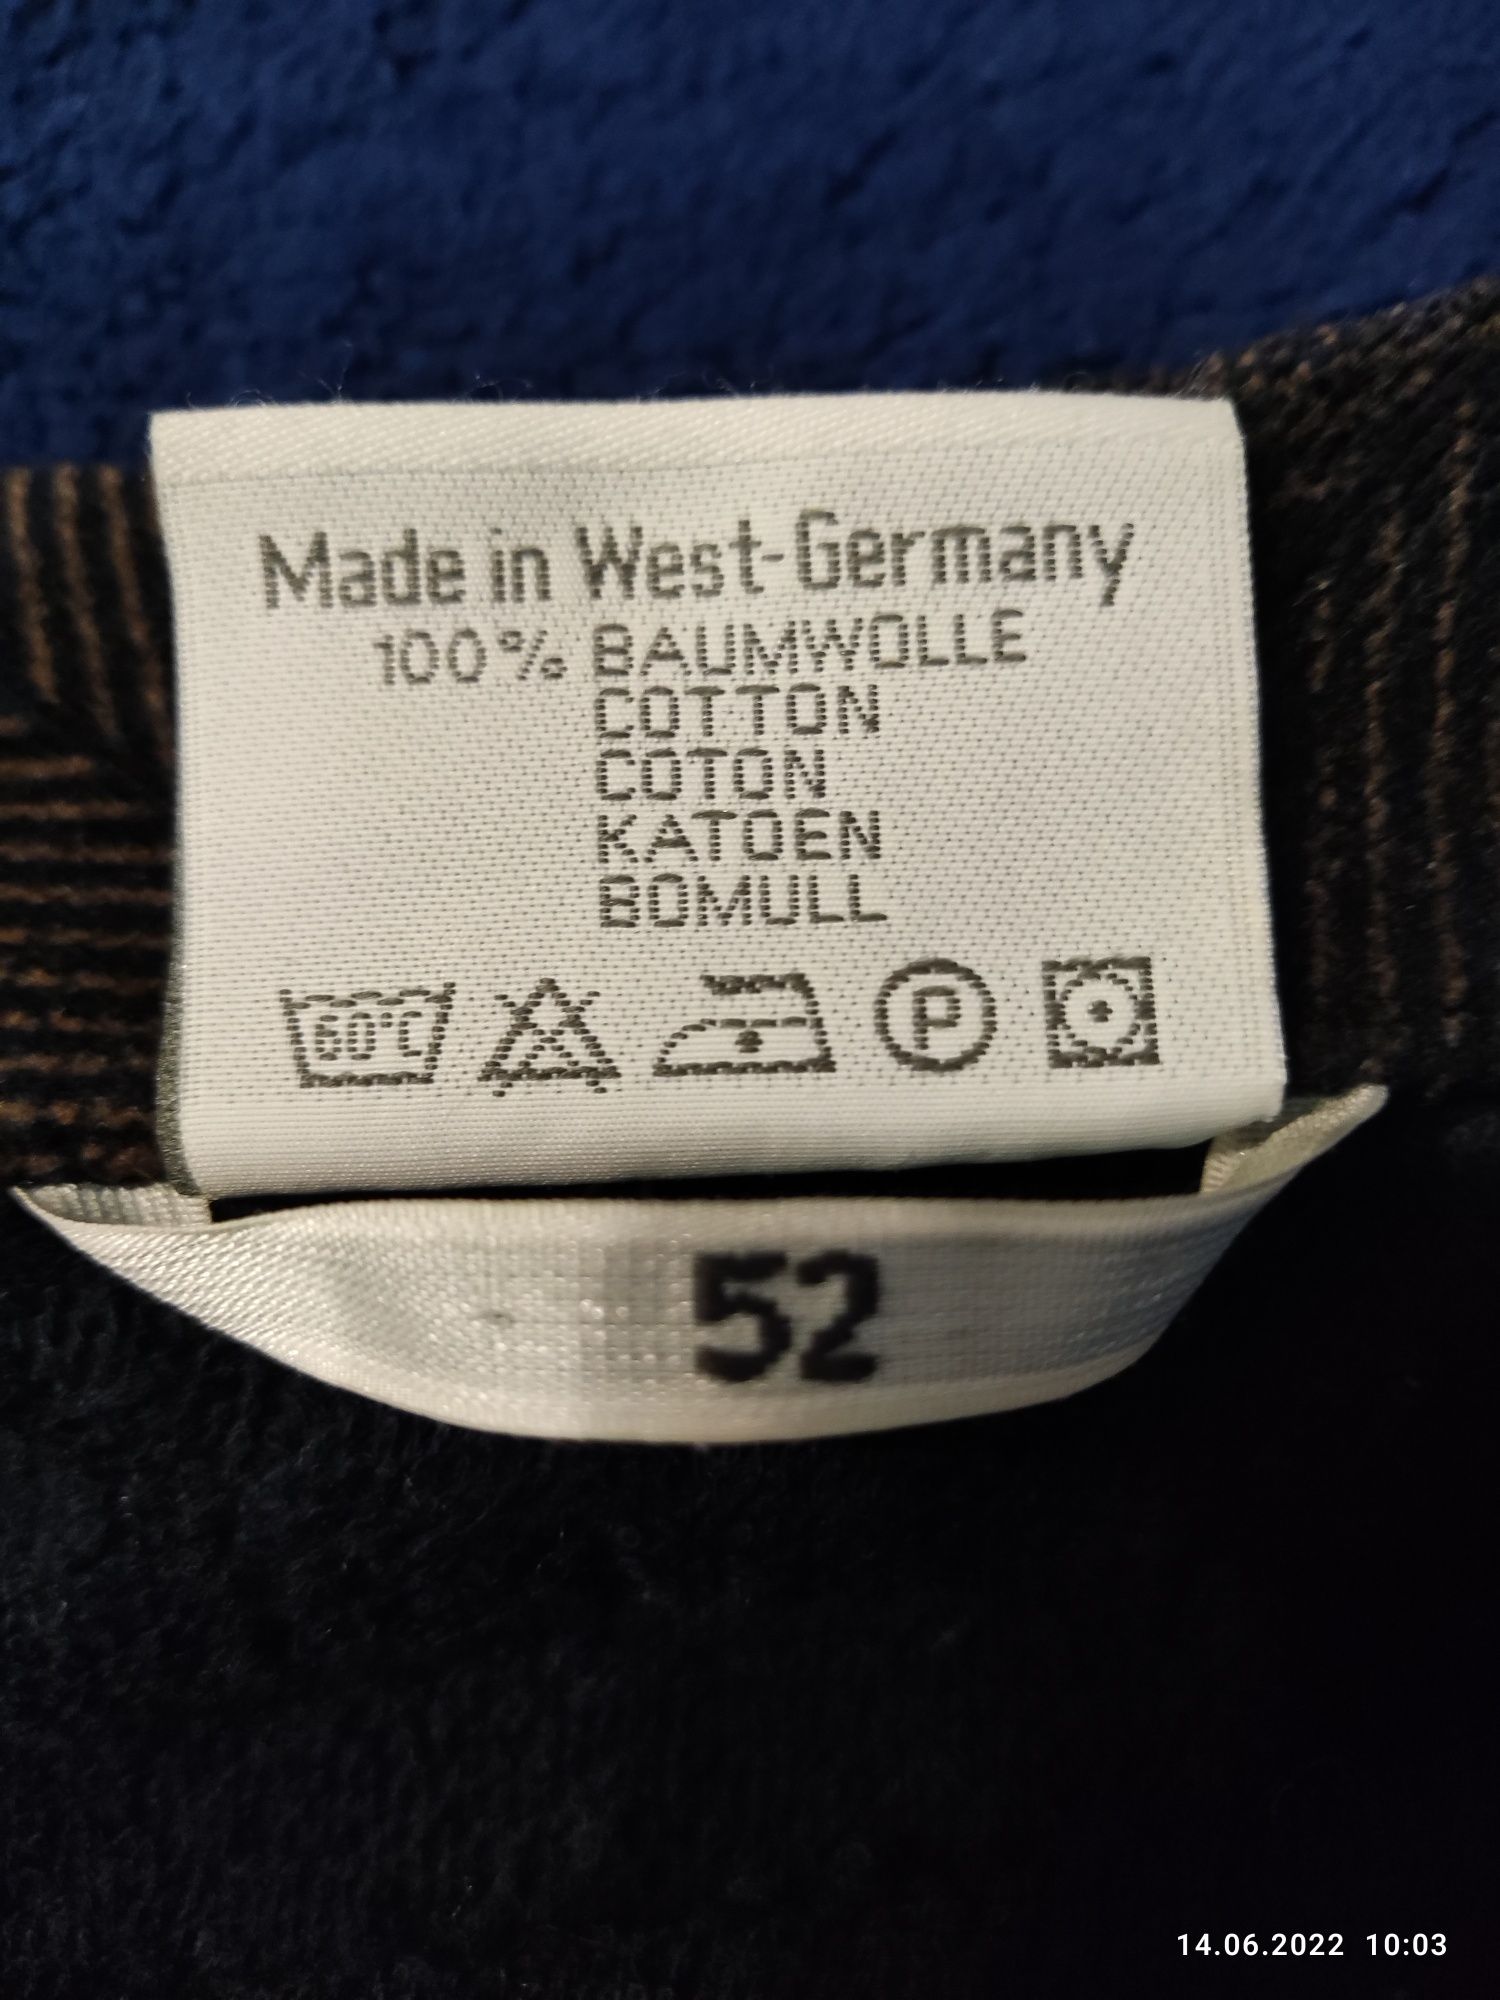 Made in West-Germany
100% BAUMWOLLE
COTTON
COTON
KATOEN
BOMULL
60°C P
52
14.06.2022 10:03